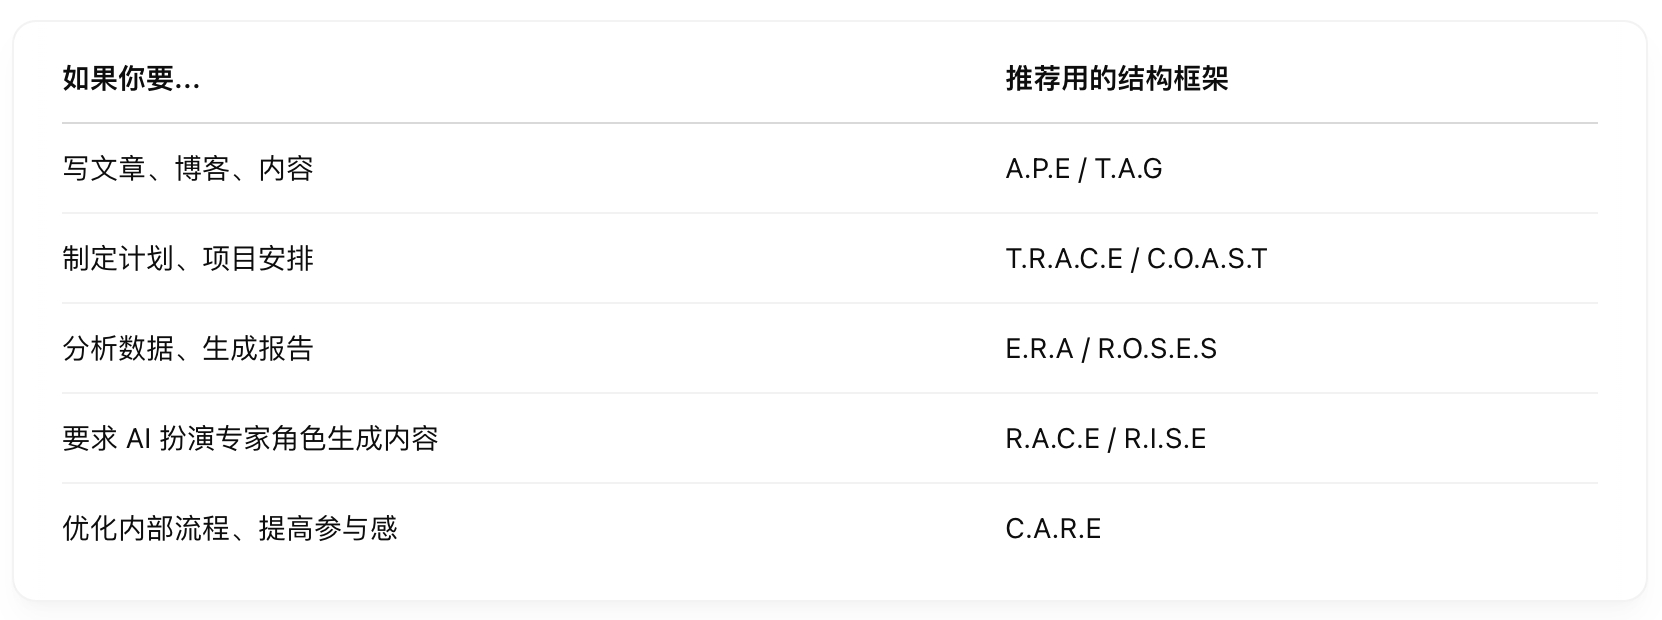 如果你要... 推荐用的结构框架
写文章、博客、内容 A.P.E / T.A.G
制定计划、项目安排 T.R.A.C.E / C.O.A.S.T
分析数据、生成报告 E.R.A / R.O.S.E.S
要求 AI 扮演专家角色生成内容 R.A.C.E / R.I.S.E
优化内部流程、提高参与感 C.A.R.E